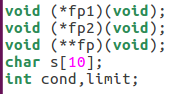 void (*fp1)(void);
void (*fp2)(void);
void (**fp)(void);
char s[10];
int cond,limit;